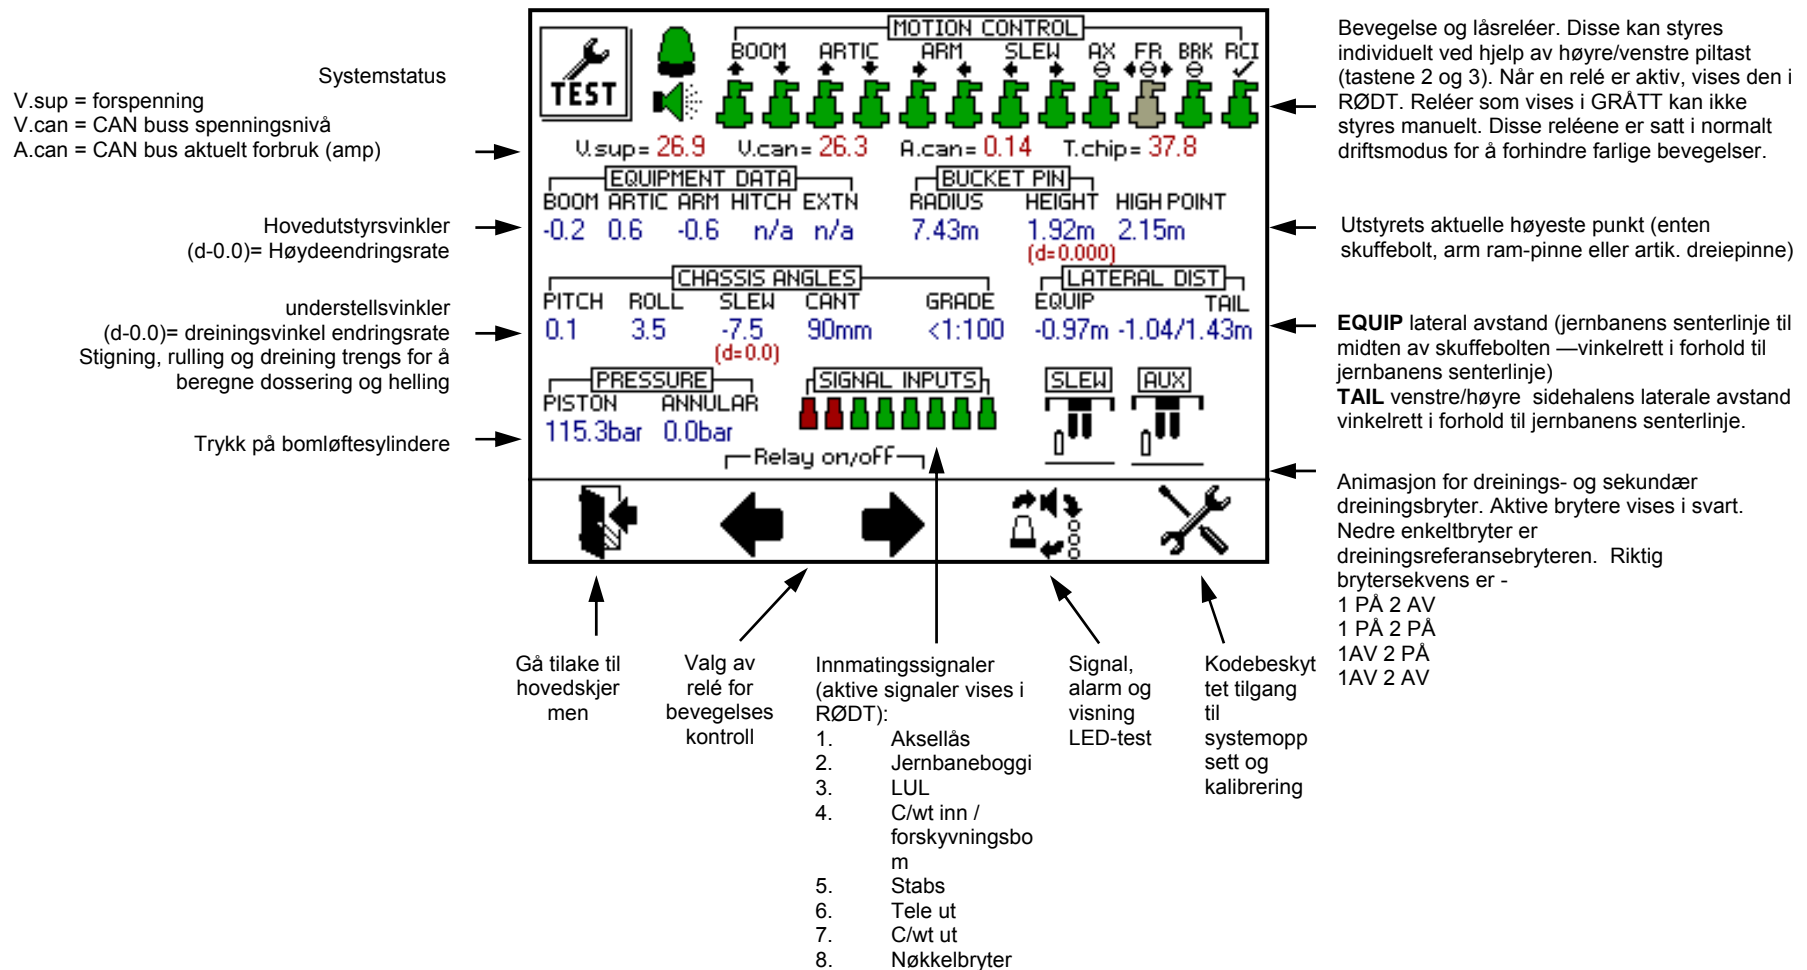 Systemstatus
V.sup = forspenning
V.can = CAN buss spenningsnivå
A.can = CAN bus aktuelt forbruk (amp)
Hovedutstyrsvinkler
(d-0.0)= Høydeendringsrate
understellsvinkler
(d-0.0)= dreiningsvinkel endringsrate
Stigning, rulling og dreining trengs for å
beregne dossering og helling
Trykk på bomløftesylindere
TEST
MOTION CONTROL
BOOM ARTIC ARM SLEW AX FR BRK RCI
V.sup= 26.9 V.can= 26.3 A.can= 0.14 T.chip= 37.8
EQUIPMENT DATA BUCKET PIN
BOOM ARTIC ARM HITCH EXTN RADIUS HEIGHT HIGH POINT
-0.2 0.6 -0.6 n/a n/a 7.43m 1.92m 2.15m
(d=0.000)
CHASSIS ANGLES LATERAL DIST
PITCH ROLL SLEW CANT GRADE EQUIP TAIL
0.1 3.5 -7.5 90mm <1:100 -0.97m -1.04/1.43m
(d=0.0)
PRESSURE SIGNAL INPUTS SLEW AUX
PISTON ANNULAR
115.3bar 0.0bar
Relay on/off
Bevegelse og låsreléer. Disse kan styres
individuelt ved hjelp av høyre/venstre piltast
(tastene 2 og 3). Når en relé er aktiv, vises den i
RØDT. Reléer som vises i GRÅTT kan ikke
styres manuelt. Disse reléene er satt i normalt
driftsmodus for å forhindre farlige bevegelser.
Utstyrets aktuelle høyeste punkt (enten
skuffebolt, arm ram-pinne eller artik. dreiepinne)
EQUIP lateral avstand (jernbanens senterlinje til
midten av skuffebolten —vinkelrett i forhold til
jernbanens senterlinje)
TAIL venstre/høyre sidehalens laterale avstand
vinkelrett i forhold til jernbanens senterlinje.
Animasjon for dreinings- og sekundær
dreiningsbryter. Aktive brytere vises i svart.
Nedre enkeltbryter er
dreiningsreferansebryteren. Riktig
brytersekvens er -
1 PÅ 2 AV
1 PÅ 2 PÅ
1AV 2 PÅ
1AV 2 AV
Gå tilake til
hovedskjer
men
Valg av
relé for
bevegelses
kontroll
Innmatingssignaler
(aktive signaler vises i
RØDT):
1. Aksellås
2. Jernbaneboggi
3. LUL
4. C/wt inn /
forskyvningsbo
m
5. Stabs
6. Tele ut
7. C/wt ut
8. Nøkkelbryter
Signal,
alarm og
visning
LED-test
Kodebeskyt
tet tilgang
til
systemopp
sett og
kalibrering